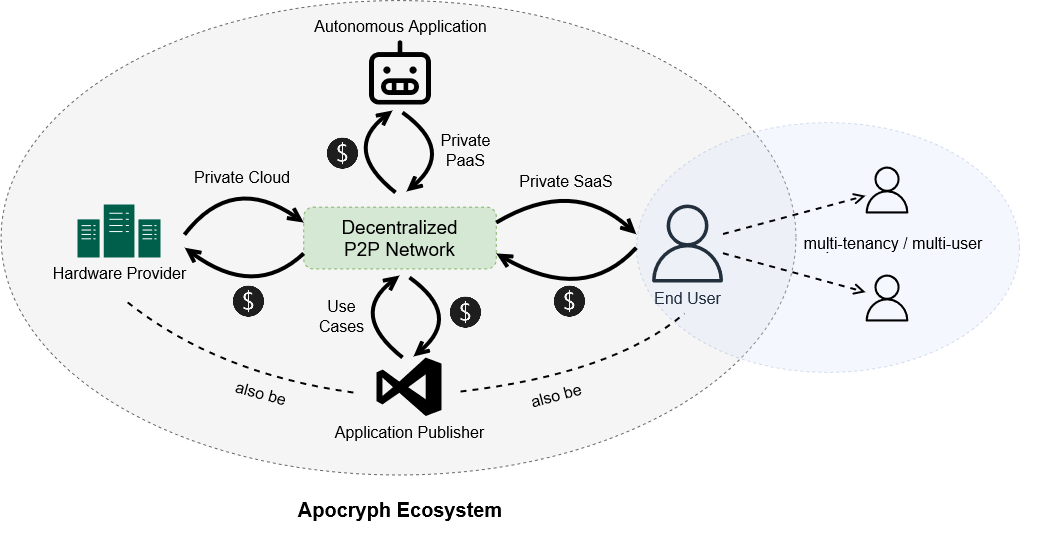 Autonomous Application
$
Private
PaaS
Private Cloud
Private SaaS
Decentralized
P2P Network
multi-tenancy / multi-user
Hardware Provider
End User
$
Use
Cases
$
$
also be
also be
Application Publisher
Apocryph Ecosystem